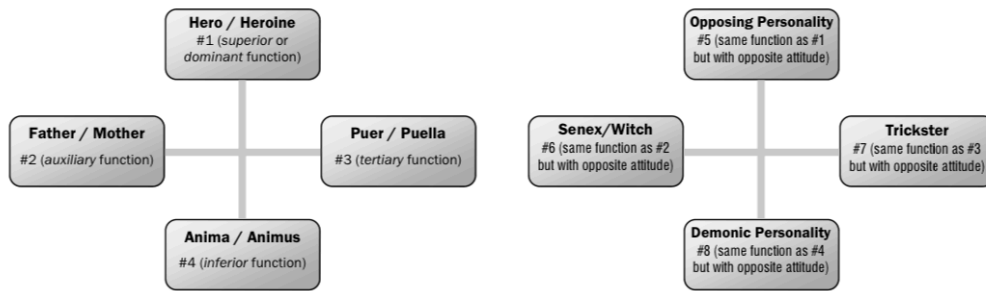 Hero / Heroine
#1 (superior or
dominant function)
Father / Mother
#2 (auxiliary function)
Puer / Puella
#3 (tertiary function)
Anima / Animus
#4 (inferior function)
Opposing Personality
#5 (same function as #1
but with opposite attitude)
Senex/Witch
#6 (same function as #2
but with opposite attitude)
Trickster
#7 (same function as #3
but with opposite attitude)
Demonic Personality
#8 (same function as #4
but with opposite attitude)